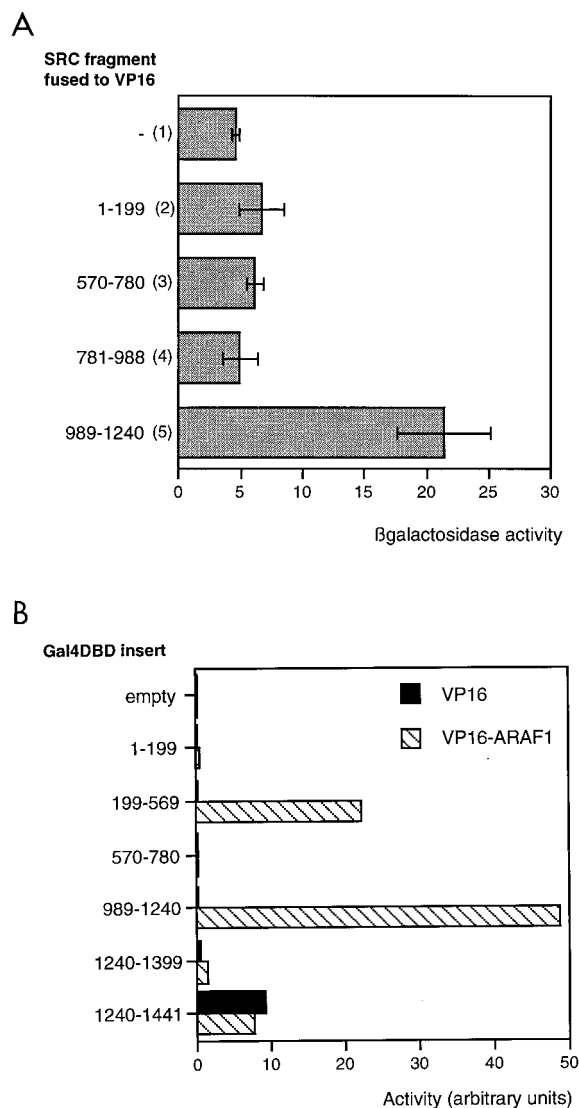 A
SRC fragment
fused to VP16
- (1)
1-199 (2)
570-780 (3)
781-988 (4)
989-1240 (5)
0 5 10 15 20 25 30
ßgalactosidase activity
B
Gal4DBD insert
empty
1-199
199-569
570-780
989-1240
1240-1399
1240-1441
VP16
VP16-ARAF1
0 10 20 30 40 50
Activity (arbitrary units)